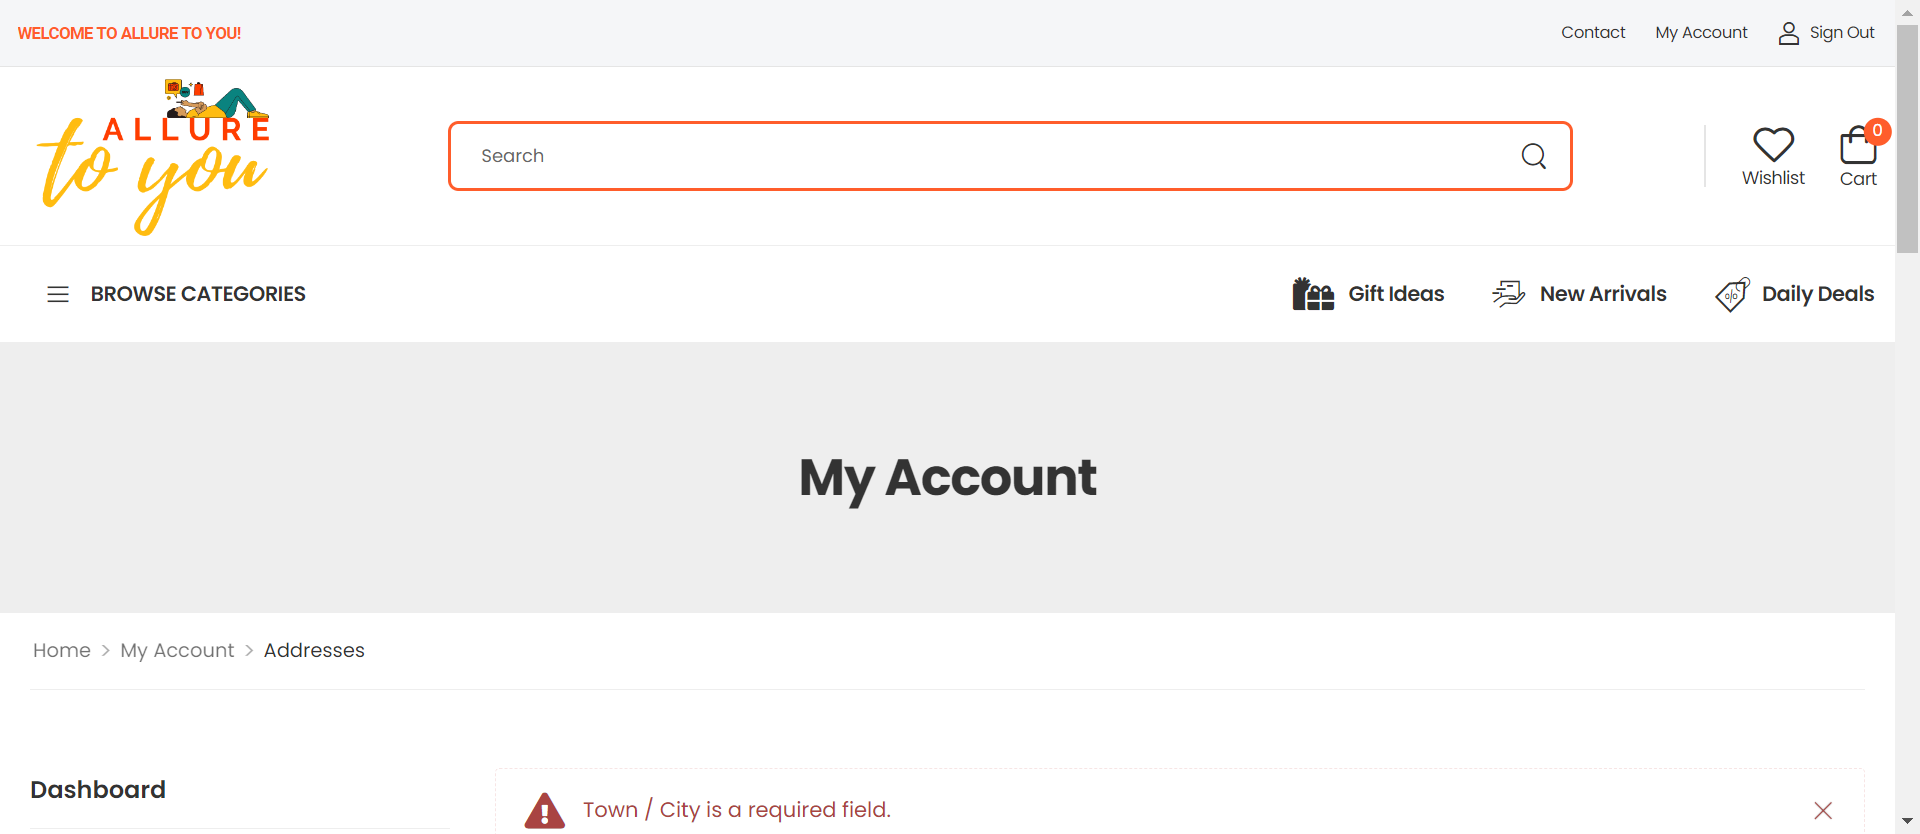 WELCOME TO ALLURE TO YOU!
Contact
My Account
Sign Out
ALLURE
to you
Search
Wishlist
0
Cart
BROWSE CATEGORIES
Gift Ideas
New Arrivals
Daily Deals
My Account
Home > My Account > Addresses
Dashboard
Town / City is a required field.